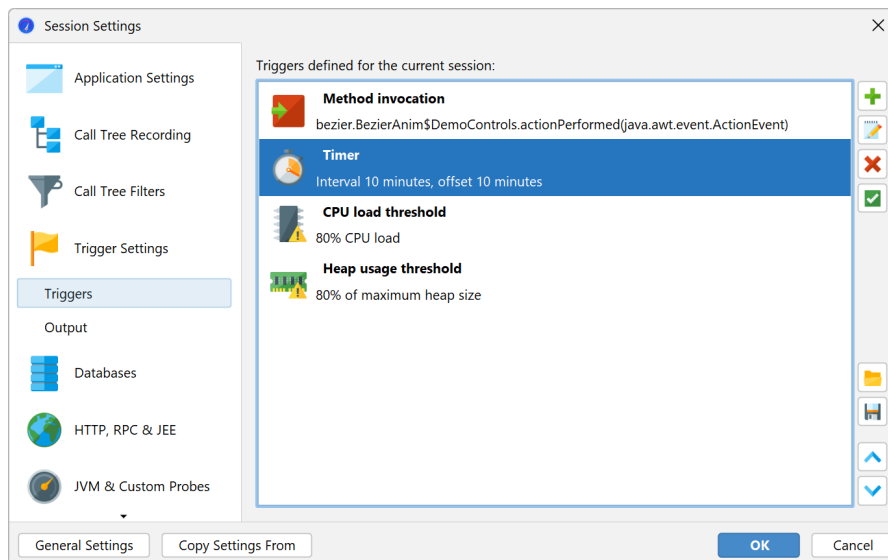 Session Settings
Application Settings
Call Tree Recording
Call Tree Filters
Trigger Settings
Triggers
Output
Databases
HTTP, RPC & JEE
JVM & Custom Probes
Triggers defined for the current session:
Method invocation
bezier.BezierAnim$DemoControls.actionPerformed(java.awt.event.ActionEvent)
Timer
Interval 10 minutes, offset 10 minutes
CPU load threshold
80% CPU load
Heap usage threshold
80% of maximum heap size
General Settings
Copy Settings From
OK
Cancel